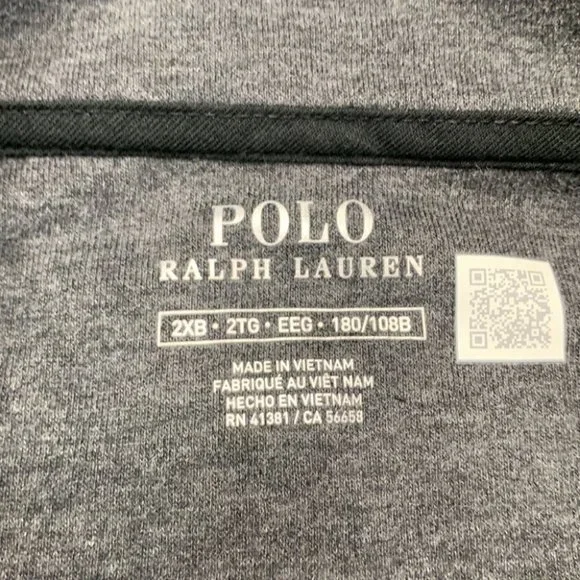 POLO
RALPH LAUREN
2XB • 2TG • EEG • 180/108B
MADE IN VIETNAM
FABRIQUÉ AU VIÊT NAM
HECHO EN VIETNAM
RN 41381 / CA 56658